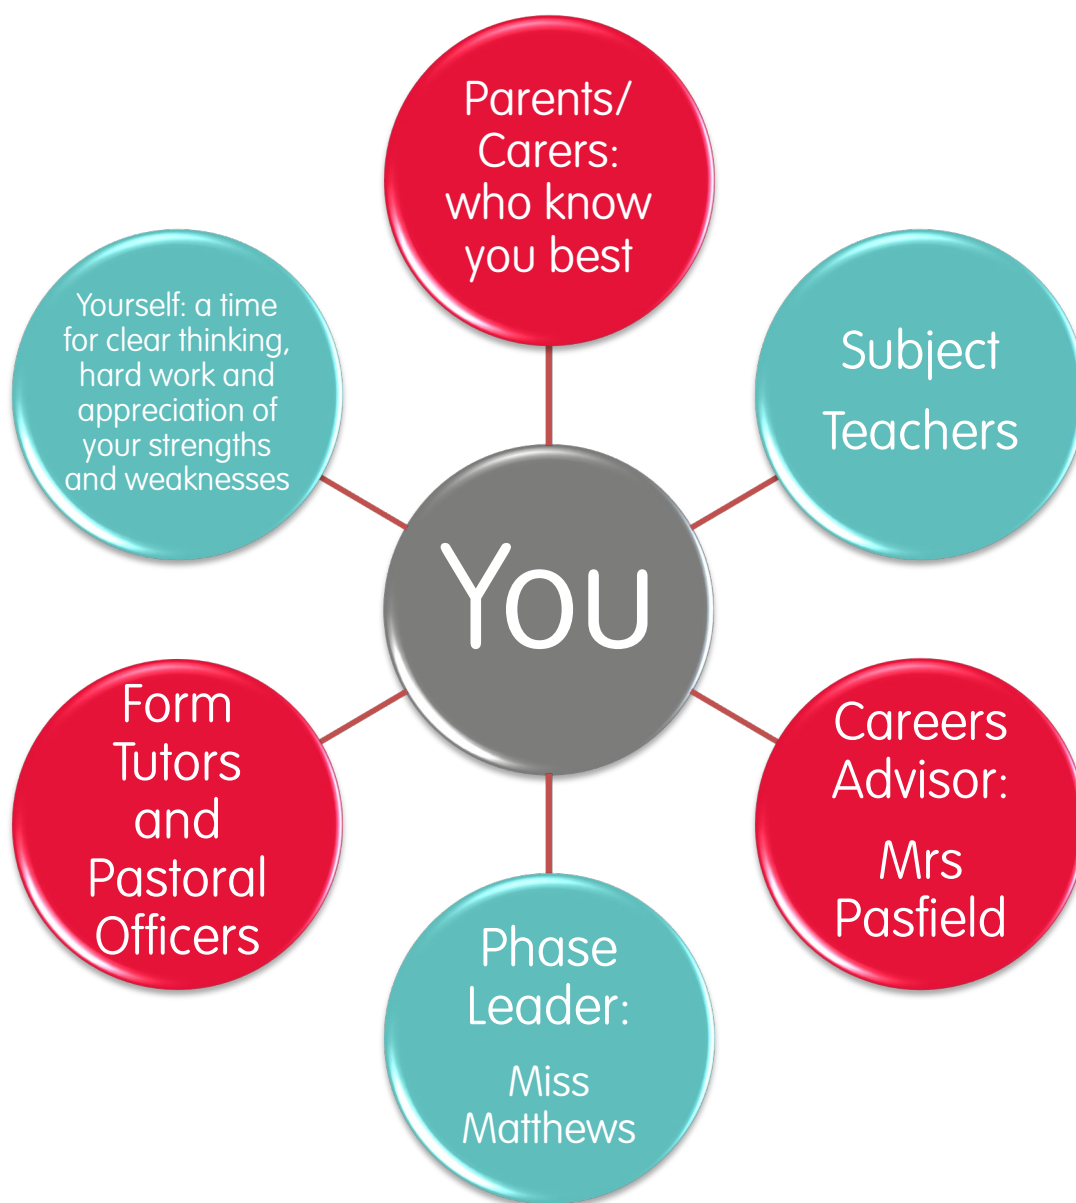 Parents/
Carers:
who know
you best
Subject
Teachers
Careers
Advisor:
Mrs
Pasfield
Phase
Leader:
Miss
Matthews
Form
Tutors
and
Pastoral
Officers
Yourself: a time
for clear thinking,
hard work and
appreciation of
your strengths
and weaknesses
You